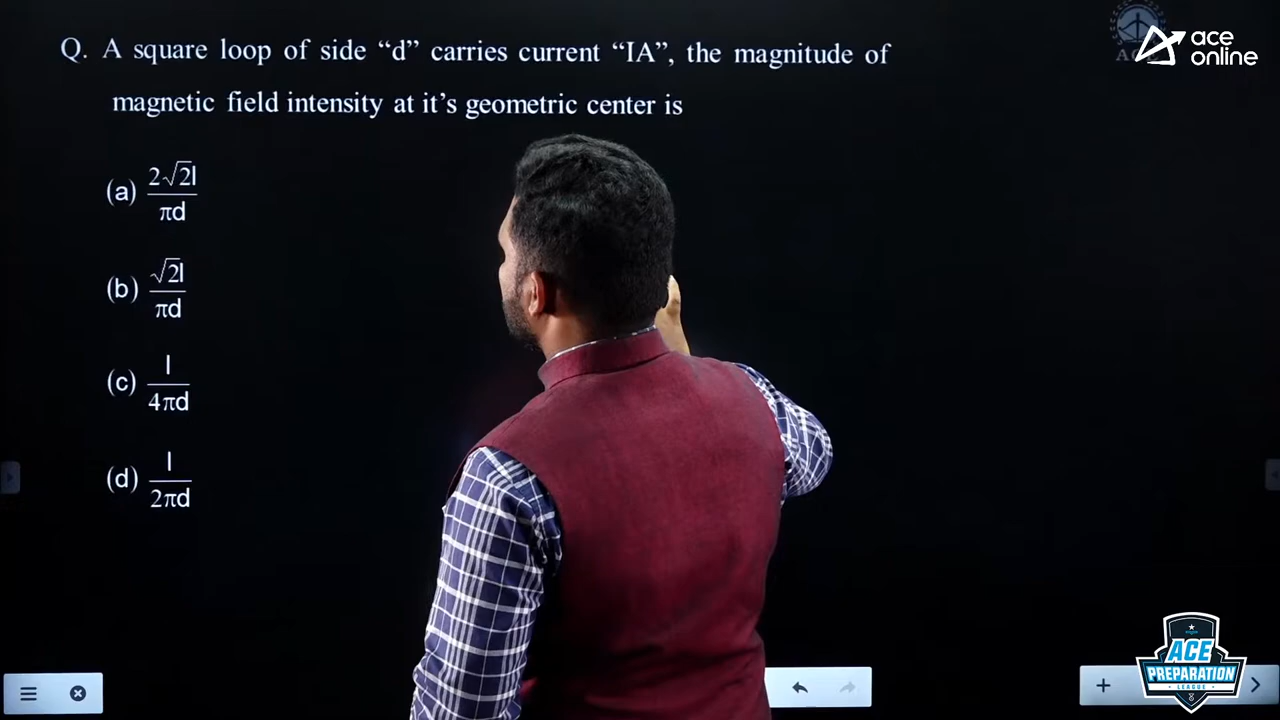 ace
online
Q. A square loop of side “d” carries current “IA”, the magnitude of
magnetic field intensity at it’s geometric center is
(a) 2√2I/πd
(b) √2I/πd
(c) I/4πd
(d) I/2πd
ACE
PREPARATION
LEAGUE